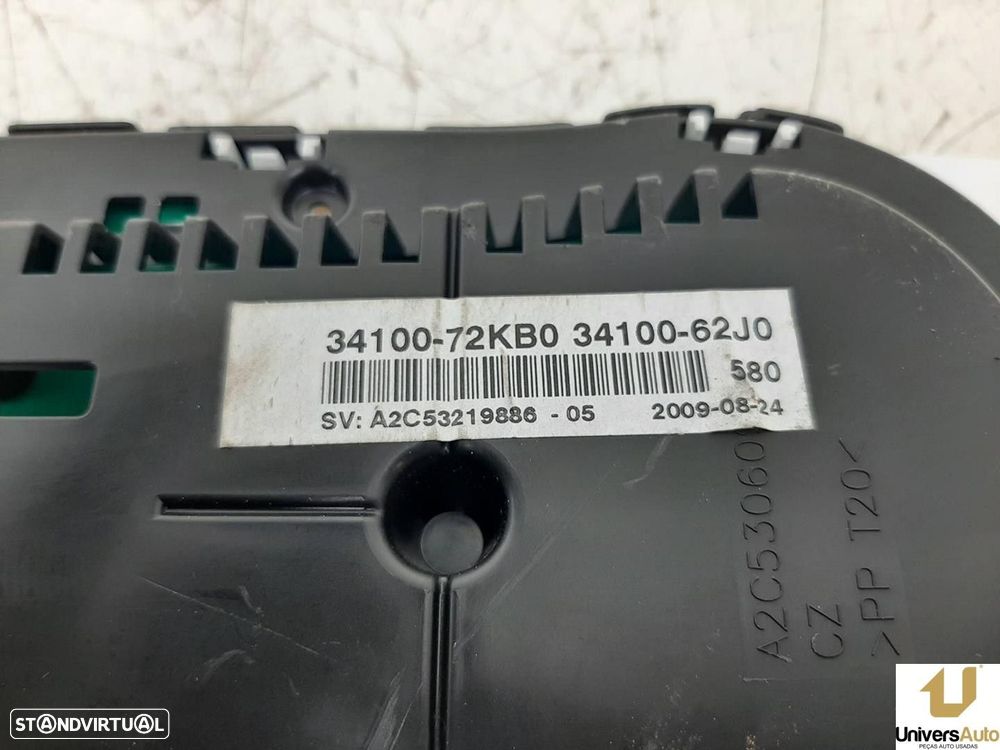 34100-72KB0 34100-62J0
580
SV: A2C53219886 - 05 2009-08-24
A2C53060
CZ
>PP T20<
STANDVIRTUAL
UniversAuto
PEÇAS AUTO USADAS